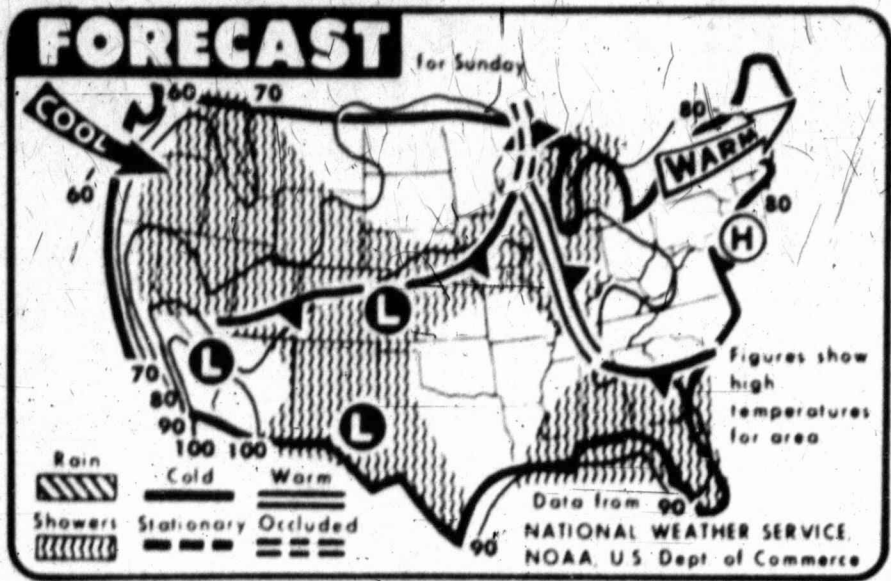 FORECAST
for Sunday
COOL
60 70
80
WARM
60
80
H
L
L
70
Figures show
80
high
90
temperatures
100 100
L
for area
Rain
Cold Warm
Data from 90
Showers Stationary Occluded
90
NATIONAL WEATHER SERVICE,
NOAA, U S Dept of Commerce